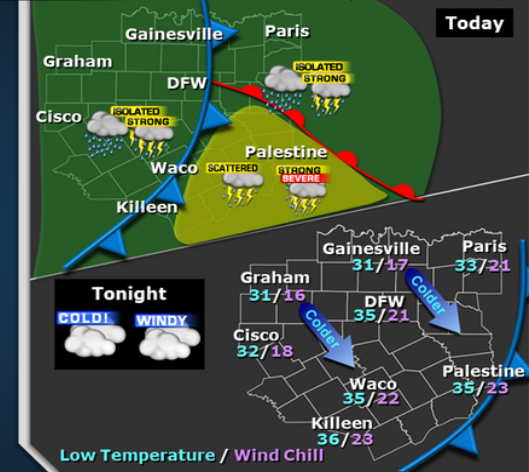 Today
Gainesville
Paris
Graham
ISOLATED
STRONG
DFW
Cisco
ISOLATED
STRONG
Palestine
Waco
SCATTERED
STRONG
SEVERE
Killeen
Tonight
COLD!
WINDY
Gainesville
31/17
Paris
33/21
Graham
31/16
Colder
DFW
35/21
Colder
Cisco
32/18
Waco
35/22
Palestine
35/23
Killeen
36/23
Low Temperature / Wind Chill